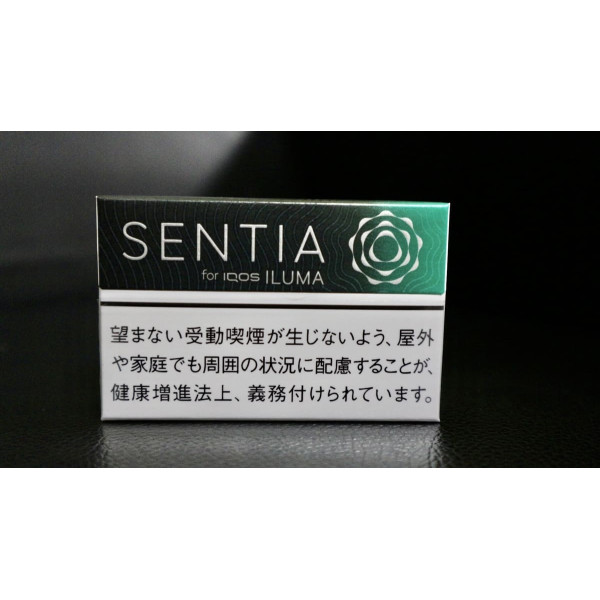 SENTIA
for IQOS ILUMA
望まない受動喫煙が生じないよう、屋外
や家庭でも周囲の状況に配慮することが、
健康増進法上、義務付けられています。